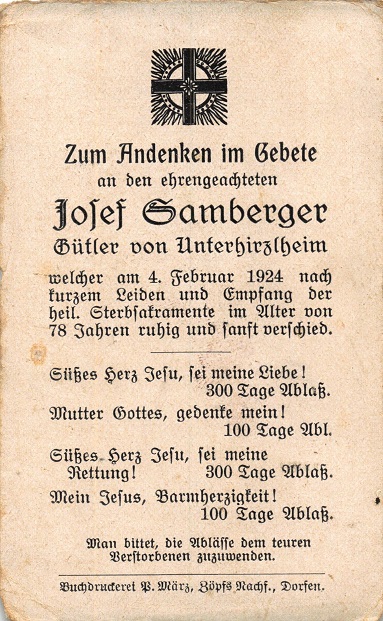 Zum Andenken im Gebete
an den ehrengeachteten
Josef Samberger
Gütler von Unterhirzlheim
welcher am 4. Februar 1924 nach
kurzem Leiden und Empfang der
heil. Sterbsakramente im Alter von
78 Jahren ruhig und sanft verschied.
Süßes Herz Jesu, sei meine Liebe!
300 Tage Ablaß.
Mutter Gottes, gedenke mein!
100 Tage Abl.
Süßes Herz Jesu, sei meine
Rettung! 300 Tage Ablaß.
Mein Jesus, Barmherzigkeit!
100 Tage Ablaß.
Man bittet, die Ablässe dem teuren
Verstorbenen zuzuwenden.
Buchdruckerei P. März, Zöpfs Nachf., Dorfen.